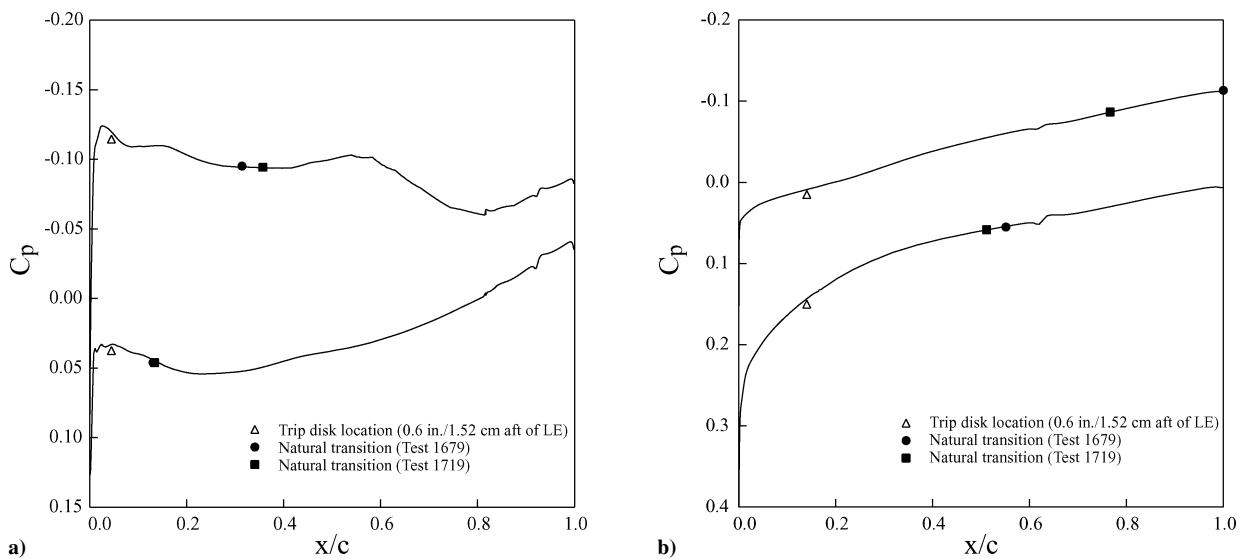 -0.20
-0.15
-0.10
-0.05
0.00
0.05
0.10
0.15
Cp
0.0 0.2 0.4 0.6 0.8 1.0
x/c
Trip disk location (0.6 in./1.52 cm aft of LE)
Natural transition (Test 1679)
Natural transition (Test 1719)
a)
-0.2
-0.1
0.0
0.1
0.2
0.3
0.4
Cp
0.0 0.2 0.4 0.6 0.8 1.0
x/c
Trip disk location (0.6 in./1.52 cm aft of LE)
Natural transition (Test 1679)
Natural transition (Test 1719)
b)